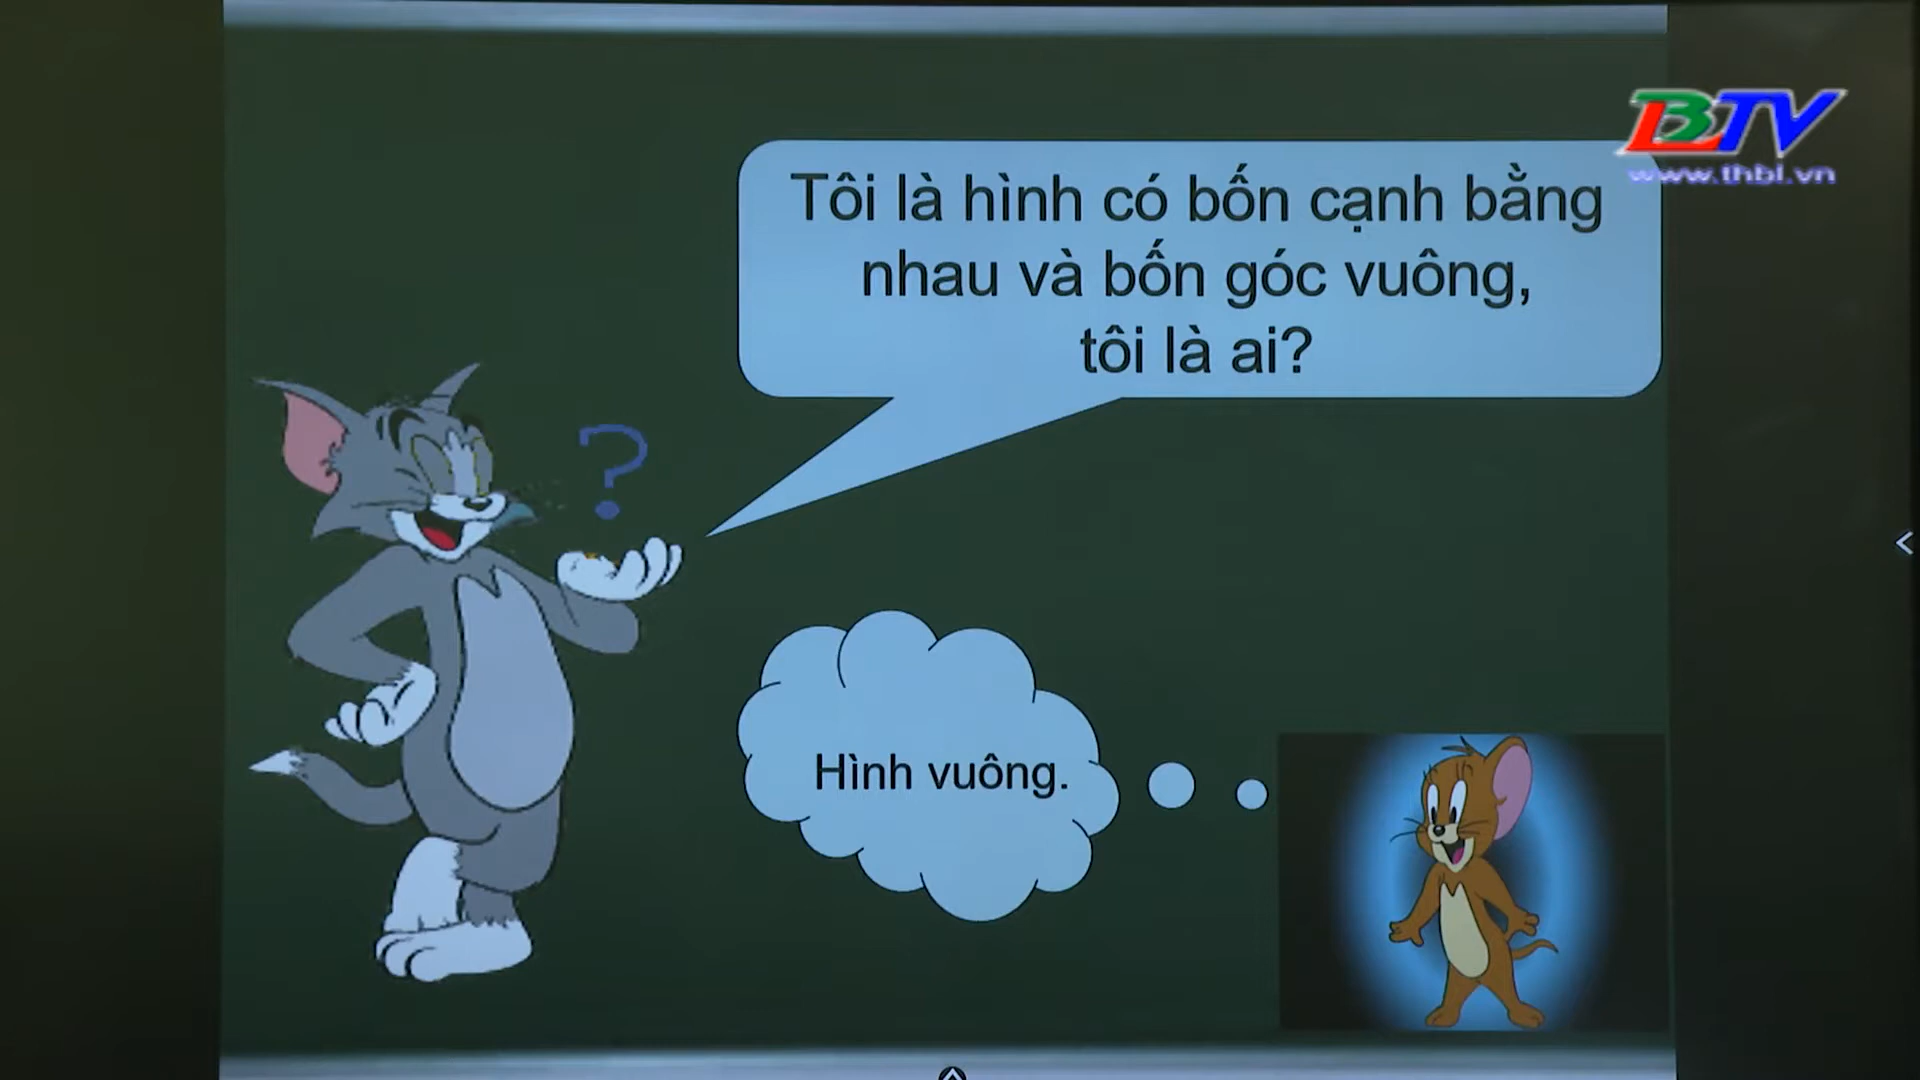 BTV
www.thbl.vn
Tôi là hình có bốn cạnh bằng
nhau và bốn góc vuông,
tôi là ai?
?
Hình vuông.